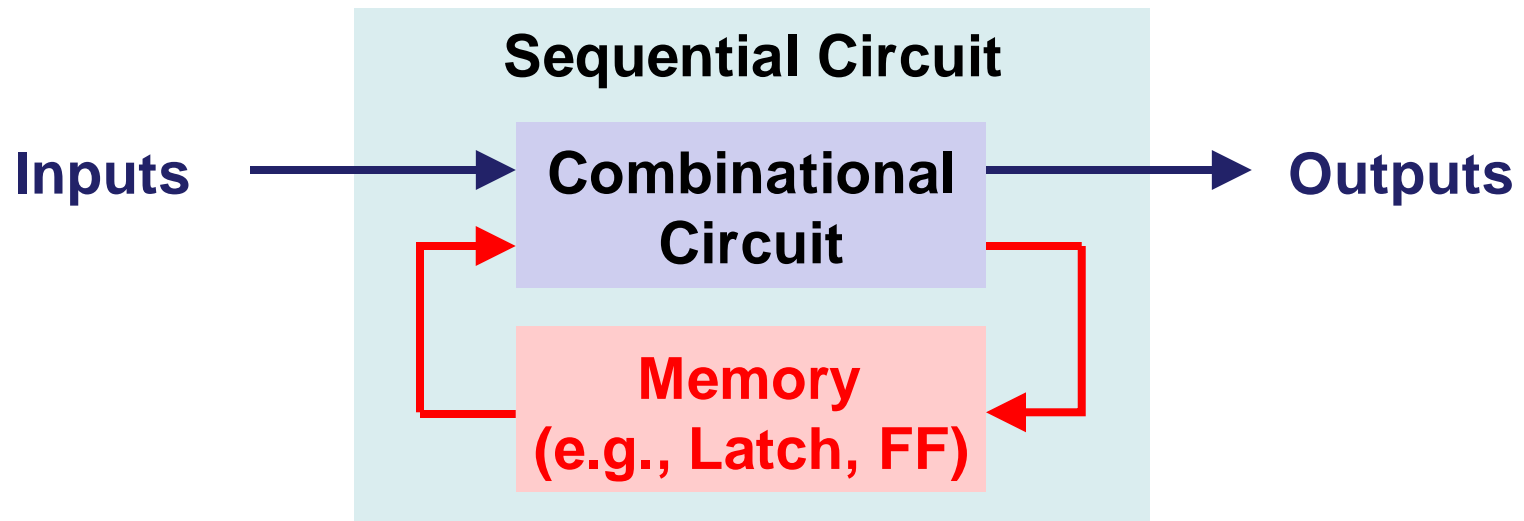 Sequential Circuit
Inputs
Combinational
Circuit
Outputs
Memory
(e.g., Latch, FF)